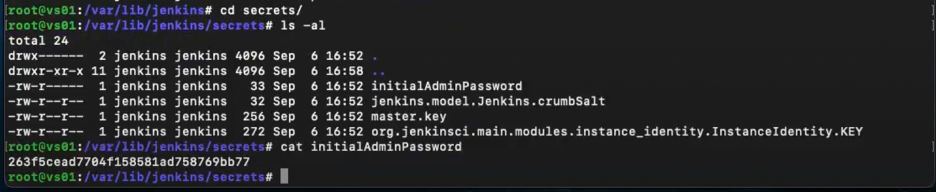 [root@vs01:/var/lib/jenkins# cd secrets/
[root@vs01:/var/lib/jenkins/secrets# ls -al
total 24
drwx------ 2 jenkins jenkins 4096 Sep 6 16:52 .
drwxr-xr-x 11 jenkins jenkins 4096 Sep 6 16:58 ..
-rw-r----- 1 jenkins jenkins 33 Sep 6 16:52 initialAdminPassword
-rw-r--r-- 1 jenkins jenkins 32 Sep 6 16:52 jenkins.model.Jenkins.crumbSalt
-rw-r--r-- 1 jenkins jenkins 256 Sep 6 16:52 master.key
-rw-r--r-- 1 jenkins jenkins 272 Sep 6 16:52 org.jenkinsci.main.modules.instance_identity.InstanceIdentity.KEY
[root@vs01:/var/lib/jenkins/secrets# cat initialAdminPassword
263f5cead7704f158581ad758769bb77
root@vs01:/var/lib/jenkins/secrets#